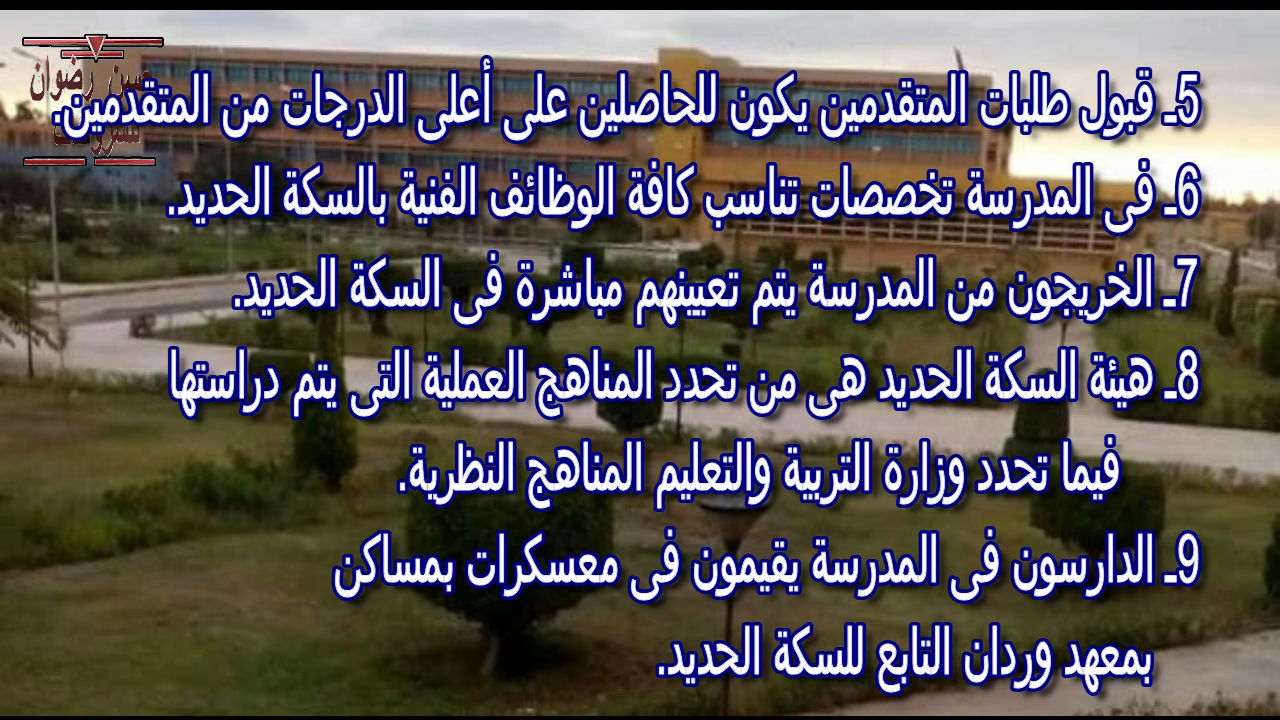 حسن رضوان
5ـ قبول طلبات المتقدمين يكون للحاصلين على أعلى الدرجات من المتقدمين.
6ـ فى المدرسة تخصصات تناسب كافة الوظائف الفنية بالسكة الحديد.
7ـ الخريجون من المدرسة يتم تعيينهم مباشرة فى السكة الحديد.
8ـ هيئة السكة الحديد هى من تحدد المناهج العملية التى يتم دراستها
فيما تحدد وزارة التربية والتعليم المناهج النظرية.
9ـ الدارسون فى المدرسة يقيمون فى معسكرات بمساكن
بمعهد وردان التابع للسكة الحديد.